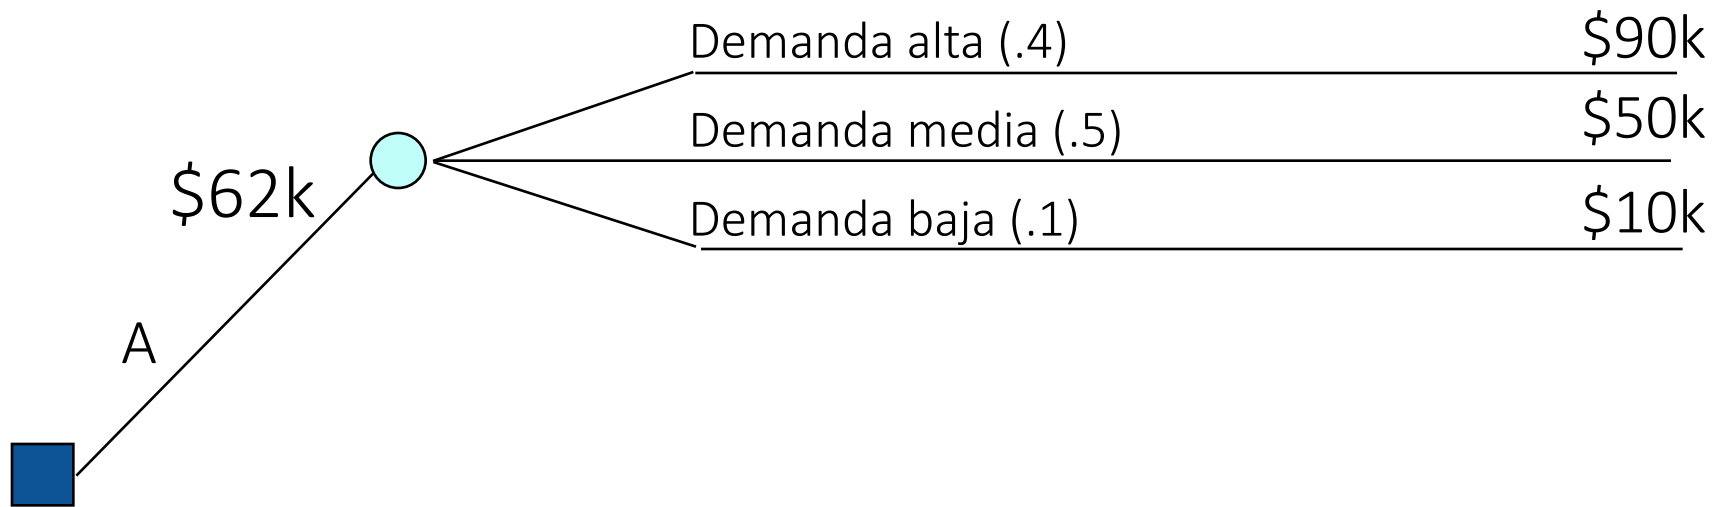 Demanda alta (.4) $90k
Demanda media (.5) $50k
$62k
Demanda baja (.1) $10k
A